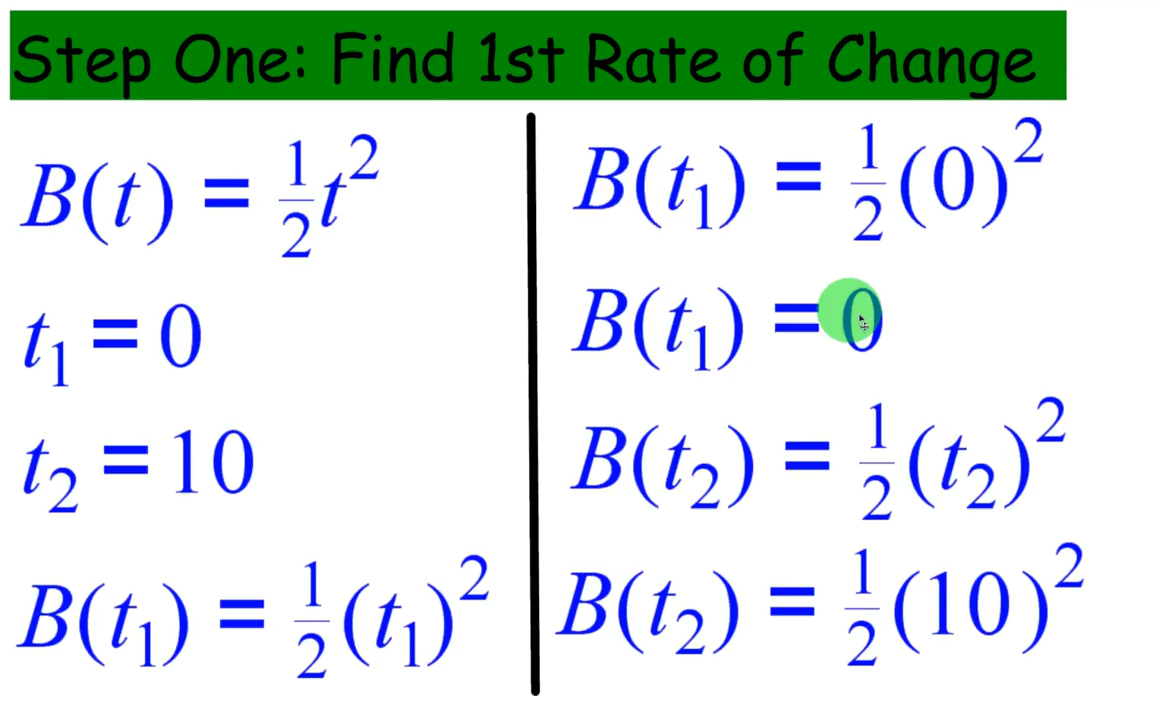 Step One: Find 1st Rate of Change
B(t) = ½t²
t₁ = 0
t₂ = 10
B(t₁) = ½(t₁)²
B(t₁) = ½(0)²
B(t₁) = 0
B(t₂) = ½(t₂)²
B(t₂) = ½(10)²